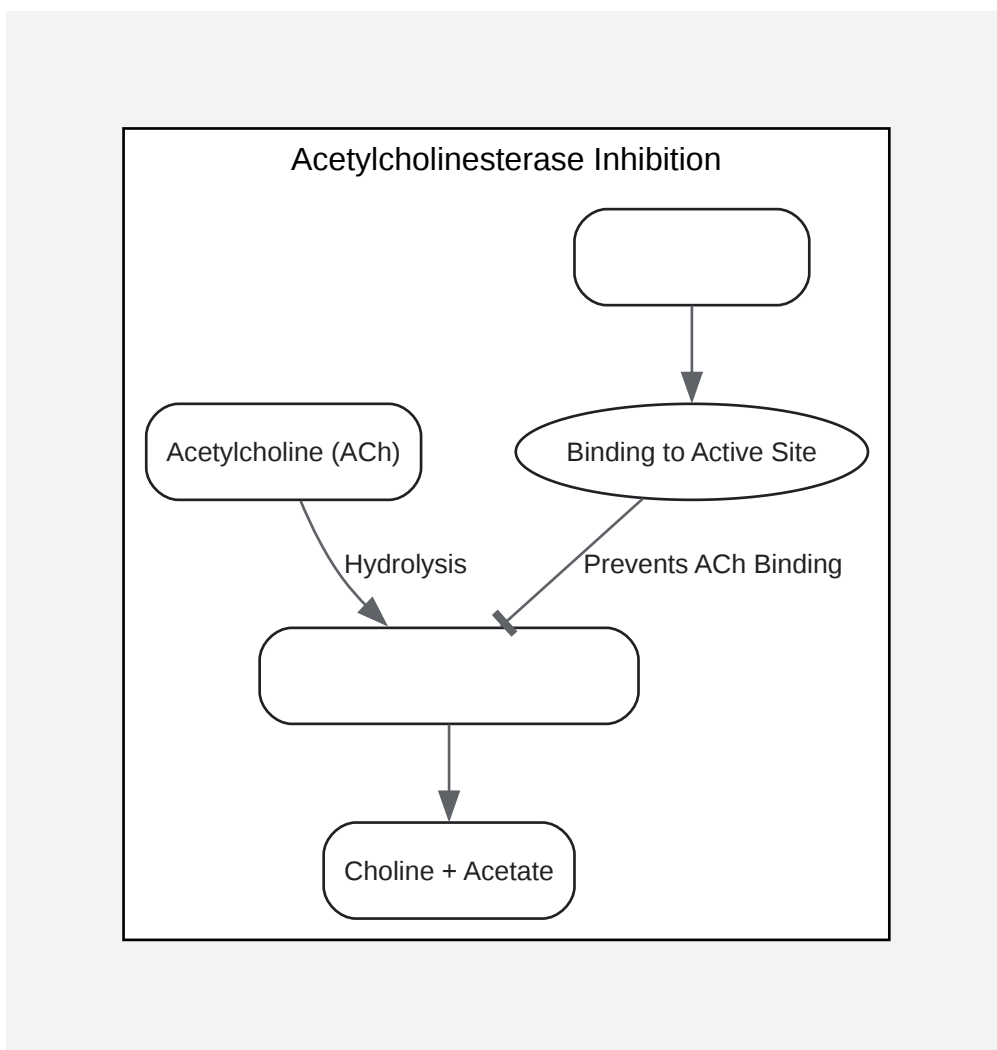 Acetylcholinesterase Inhibition
Acetylcholine (ACh)
Binding to Active Site
Hydrolysis
Prevents ACh Binding
Choline + Acetate